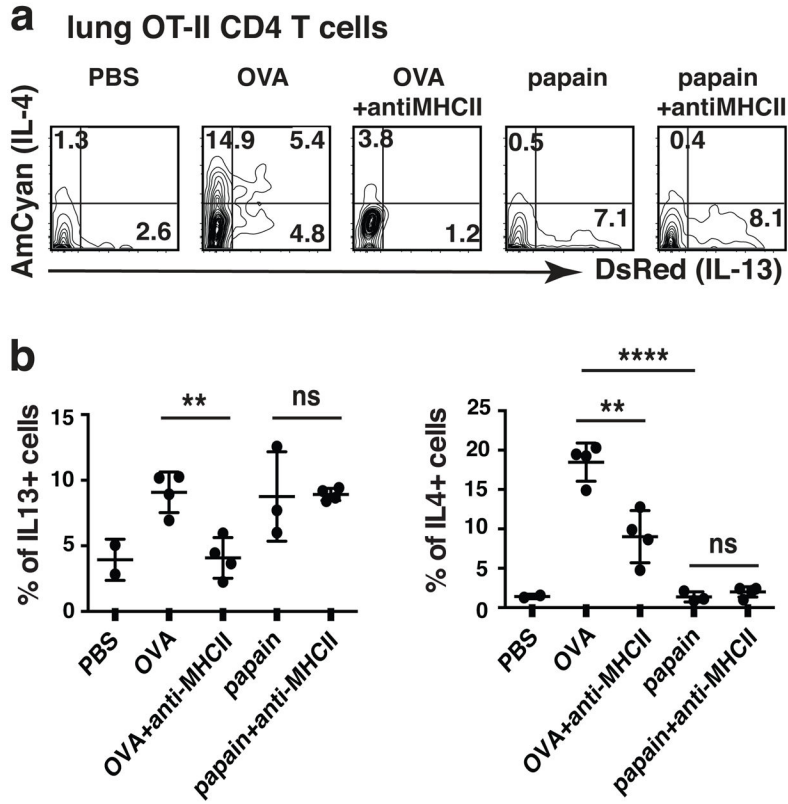 a lung OT-II CD4 T cells
PBS OVA OVA +antiMHCII papain papain +antiMHCII
AmCyan (IL-4)
1.3 14.9 5.4 3.8 0.5 0.4
2.6 4.8 1.2 7.1 8.1
DsRed (IL-13)
b
% of IL13+ cells
15
10
5
0
** ns
PBS OVA OVA+anti-MHCII papain papain+anti-MHCII
% of IL4+ cells
25
20
15
10
5
0
****
**
ns
PBS OVA OVA+anti-MHCII papain papain+anti-MHCII